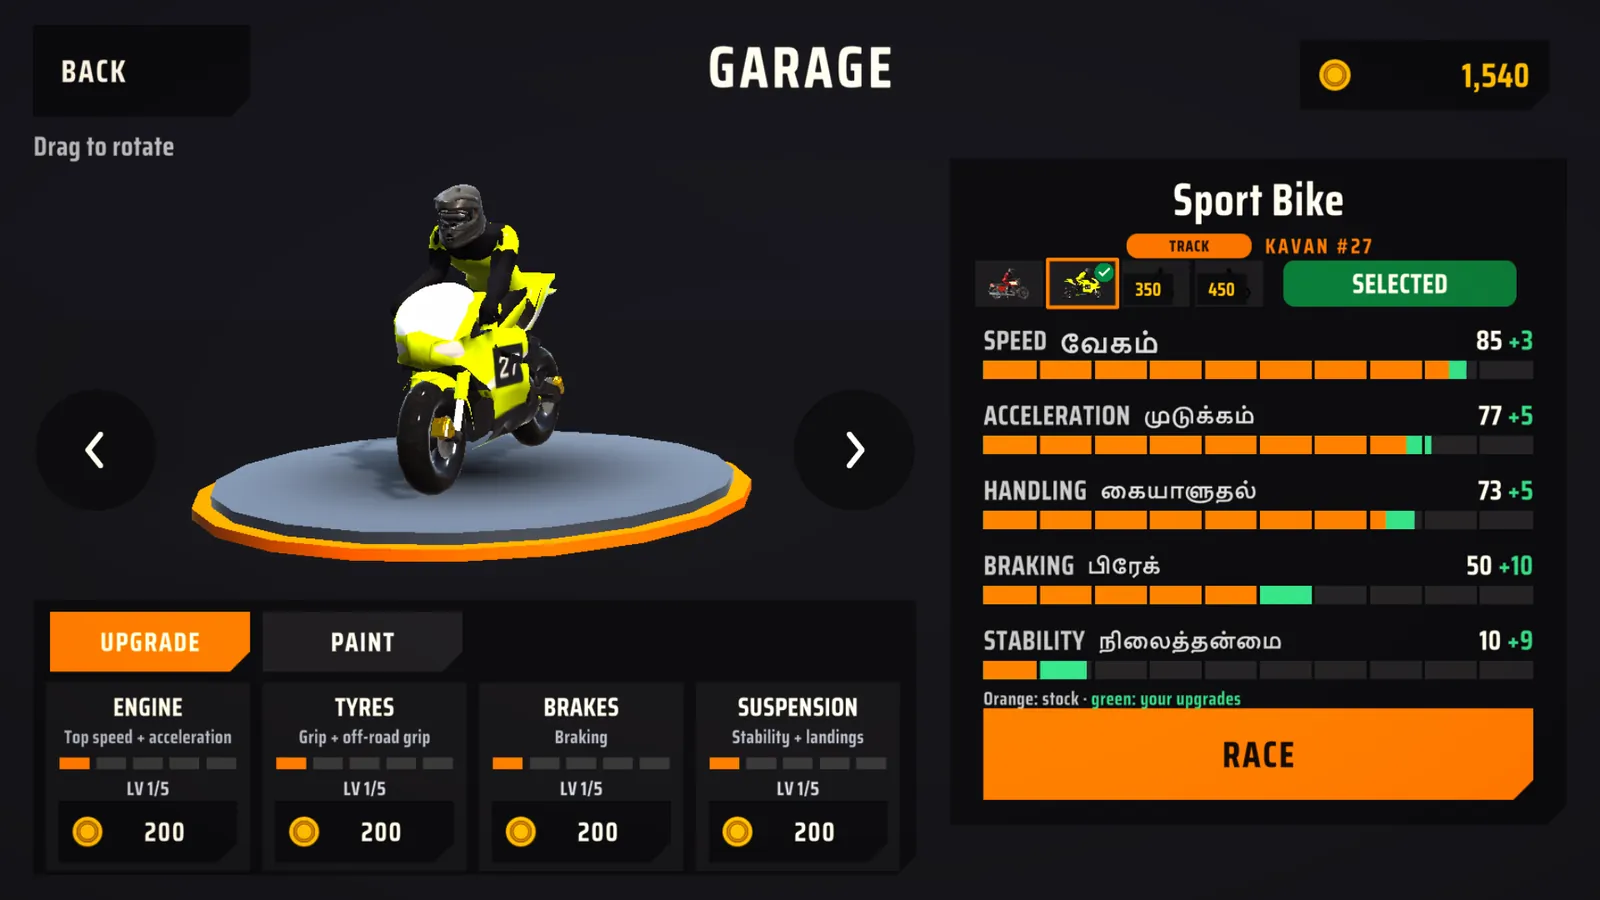 BACK
GARAGE
1,540
Drag to rotate
Sport Bike
TRACK KAVAN #27
350 450 SELECTED
SPEED வேகம் 85 +3
ACCELERATION முடுக்கம் 77 +5
HANDLING கையாளுதல் 73 +5
BRAKING பிரேக் 50 +10
STABILITY நிலைத்தன்மை 10 +9
Orange: stock · green: your upgrades
RACE
27
UPGRADE PAINT
ENGINE
Top speed + acceleration
LV 1/5
200
TYRES
Grip + off-road grip
LV 1/5
200
BRAKES
Braking
LV 1/5
200
SUSPENSION
Stability + landings
LV 1/5
200